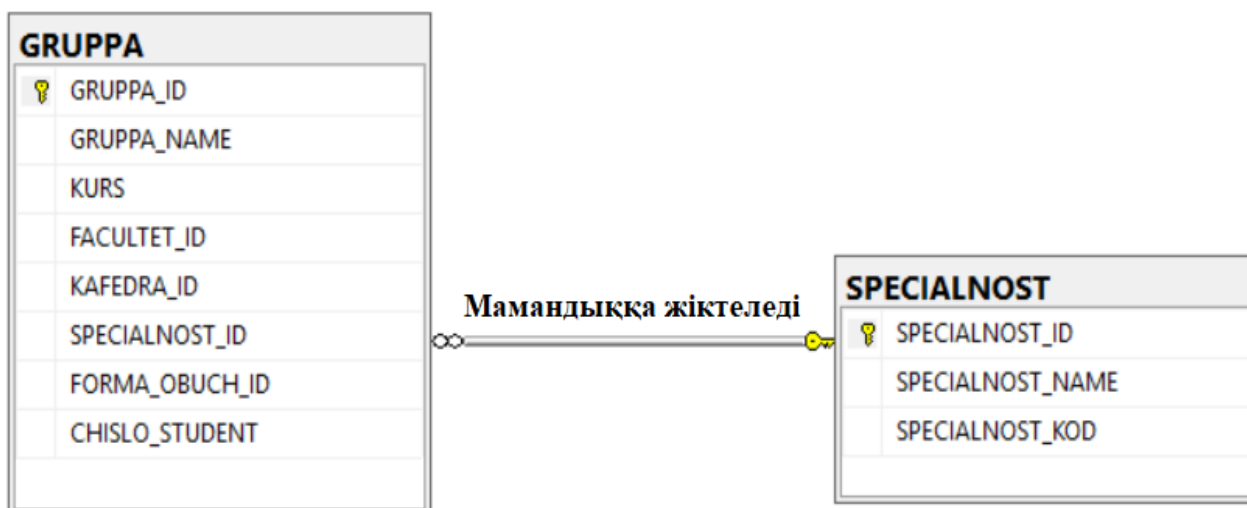 GRUPPA
GRUPPA_ID
GRUPPA_NAME
KURS
FACULTET_ID
KAFEDRA_ID
SPECIALNOST_ID
FORMA_OBUCH_ID
CHISLO_STUDENT
Мамандыққа жіктеледі
SPECIALNOST
SPECIALNOST_ID
SPECIALNOST_NAME
SPECIALNOST_KOD